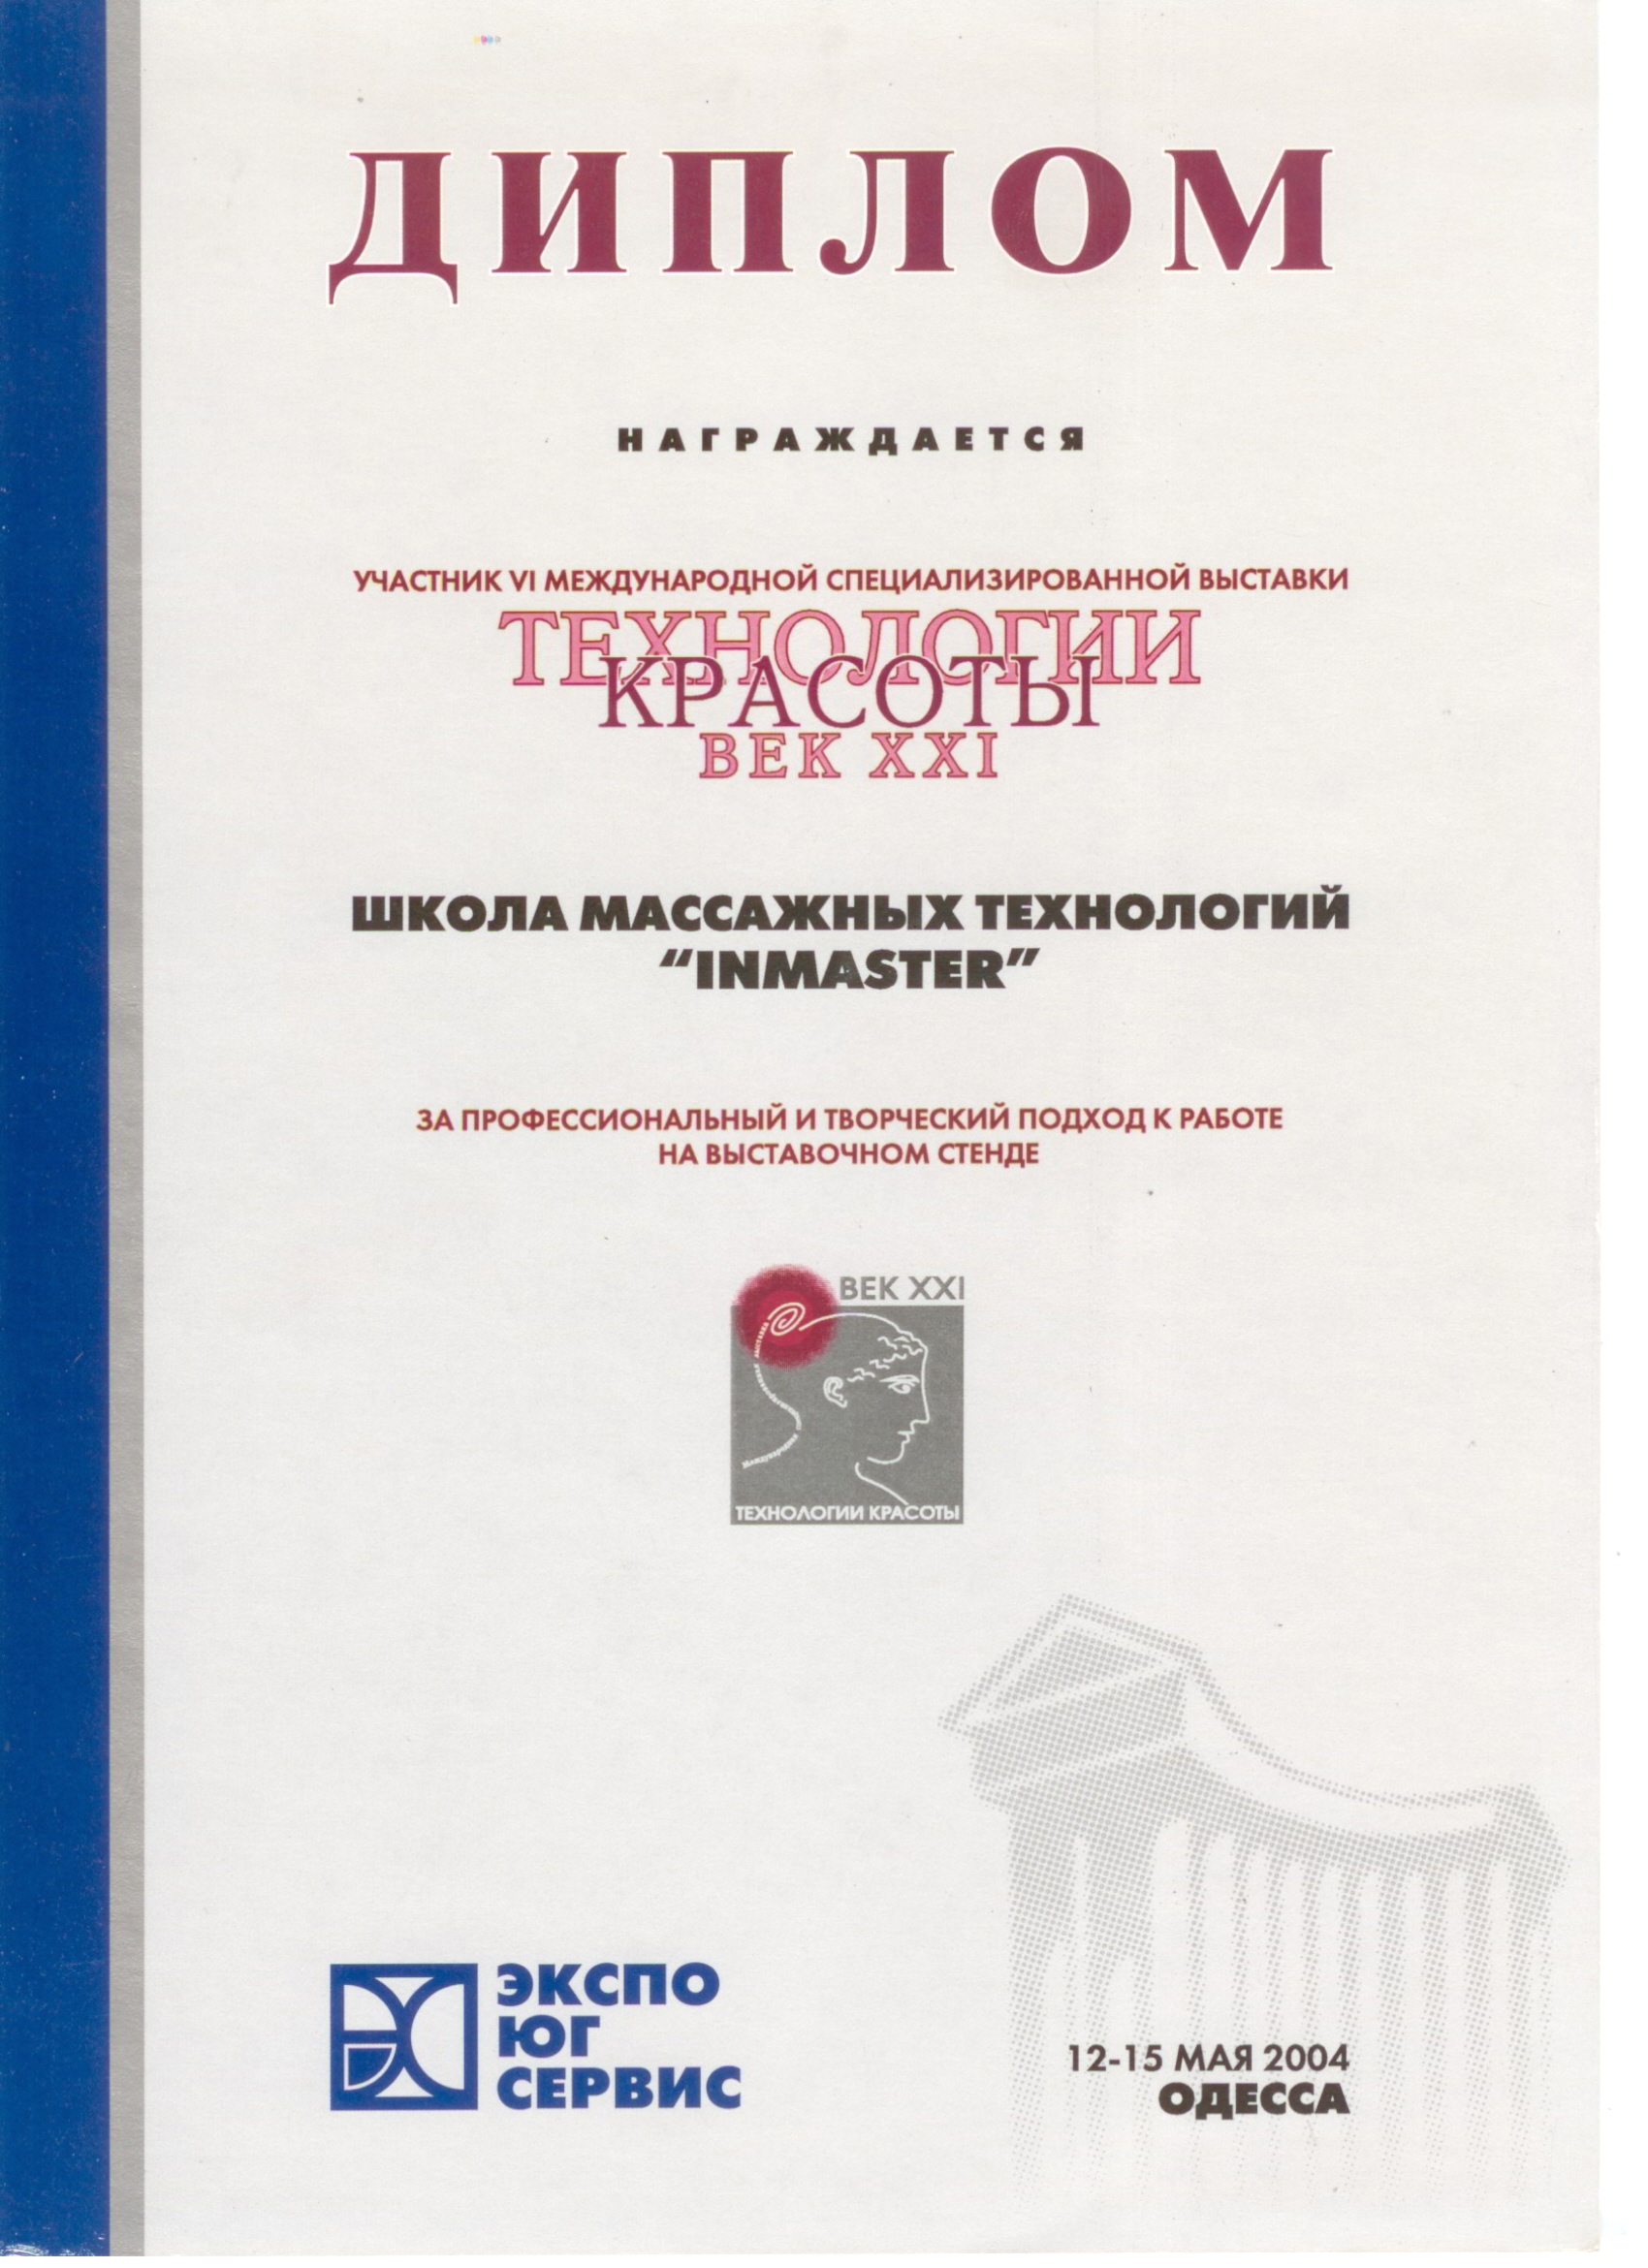 ДИПЛОМ
НАГРАЖДАЕТСЯ
УЧАСТНИК VI МЕЖДУНАРОДНОЙ СПЕЦИАЛИЗИРОВАННОЙ ВЫСТАВКИ
ТЕХНОЛОГИИ
КРАСОТЫ
ВЕК XXI
ШКОЛА МАССАЖНЫХ ТЕХНОЛОГИЙ
“INMASTER”
ЗА ПРОФЕССИОНАЛЬНЫЙ И ТВОРЧЕСКИЙ ПОДХОД К РАБОТЕ
НА ВЫСТАВОЧНОМ СТЕНДЕ
ВЕК XXI
ТЕХНОЛОГИИ КРАСОТЫ
ЭКСПО
ЮГ
СЕРВИС
12-15 МАЯ 2004
ОДЕССА